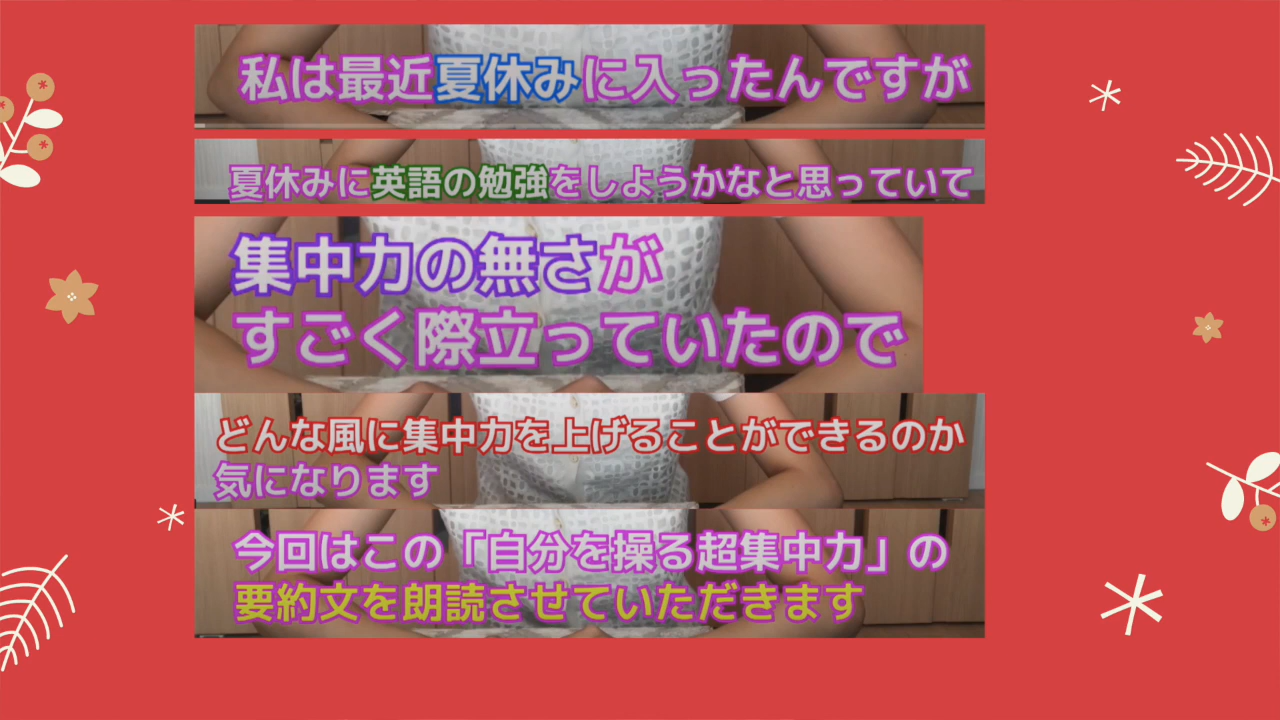 私は最近夏休みに入ったんですが
夏休みに英語の勉強をしようかなと思っていて
集中力の無さが
すごく際立っていたので
どんな風に集中力を上げることができるのか
気になります
今回はこの「自分を操る超集中力」の
要約文を朗読させていただきます